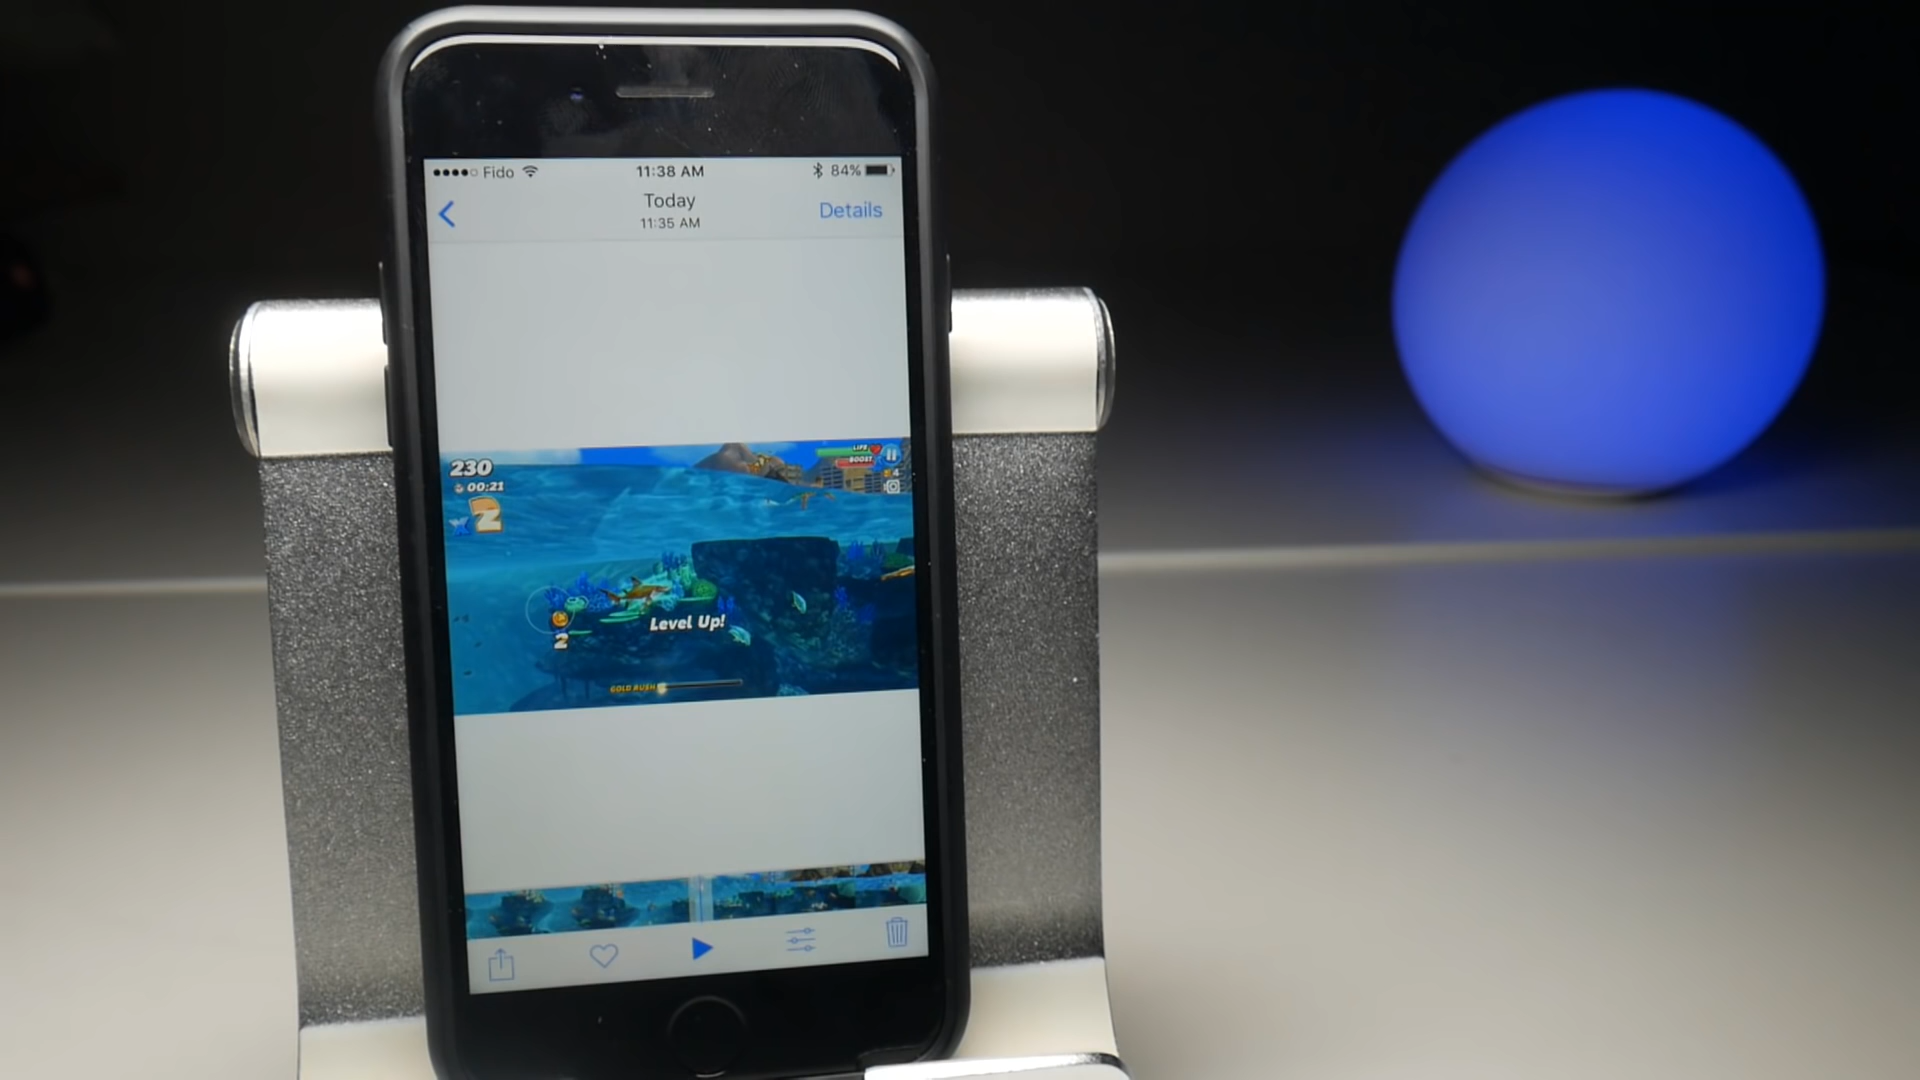 Fido 11:38 AM 84%
Today
11:35 AM
Details
230
00:21
X 2
LIFE
BOOST
4
2
Level Up!
GOLD RUSH